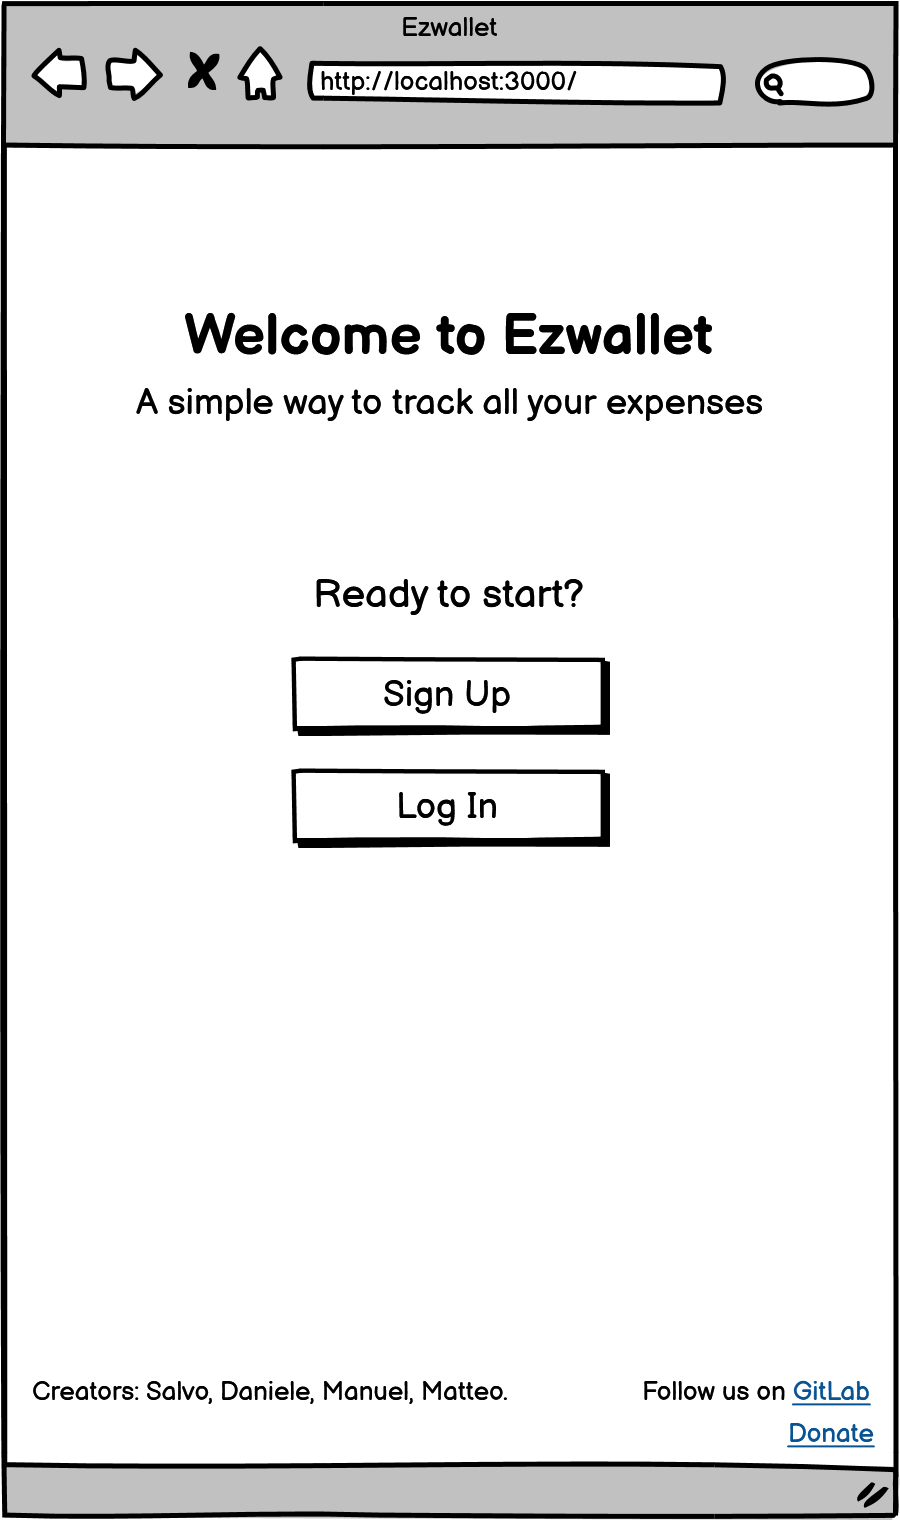 Ezwallet
http://localhost:3000/
Welcome to Ezwallet
A simple way to track all your expenses
Ready to start?
Sign Up
Log In
Creators: Salvo, Daniele, Manuel, Matteo.
Follow us on GitLab
Donate